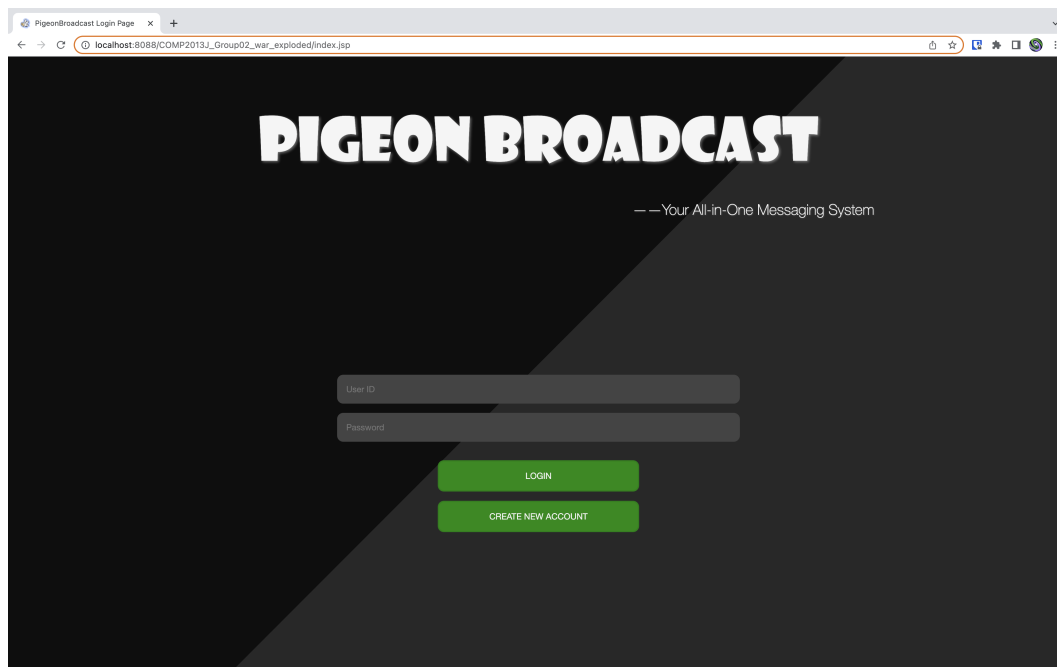 PigeonBroadcast Login Page
localhost:8088/COMP2013J_Group02_war_exploded/index.jsp
PIGEON BROADCAST
——Your All-in-One Messaging System
User ID
Password
LOGIN
CREATE NEW ACCOUNT